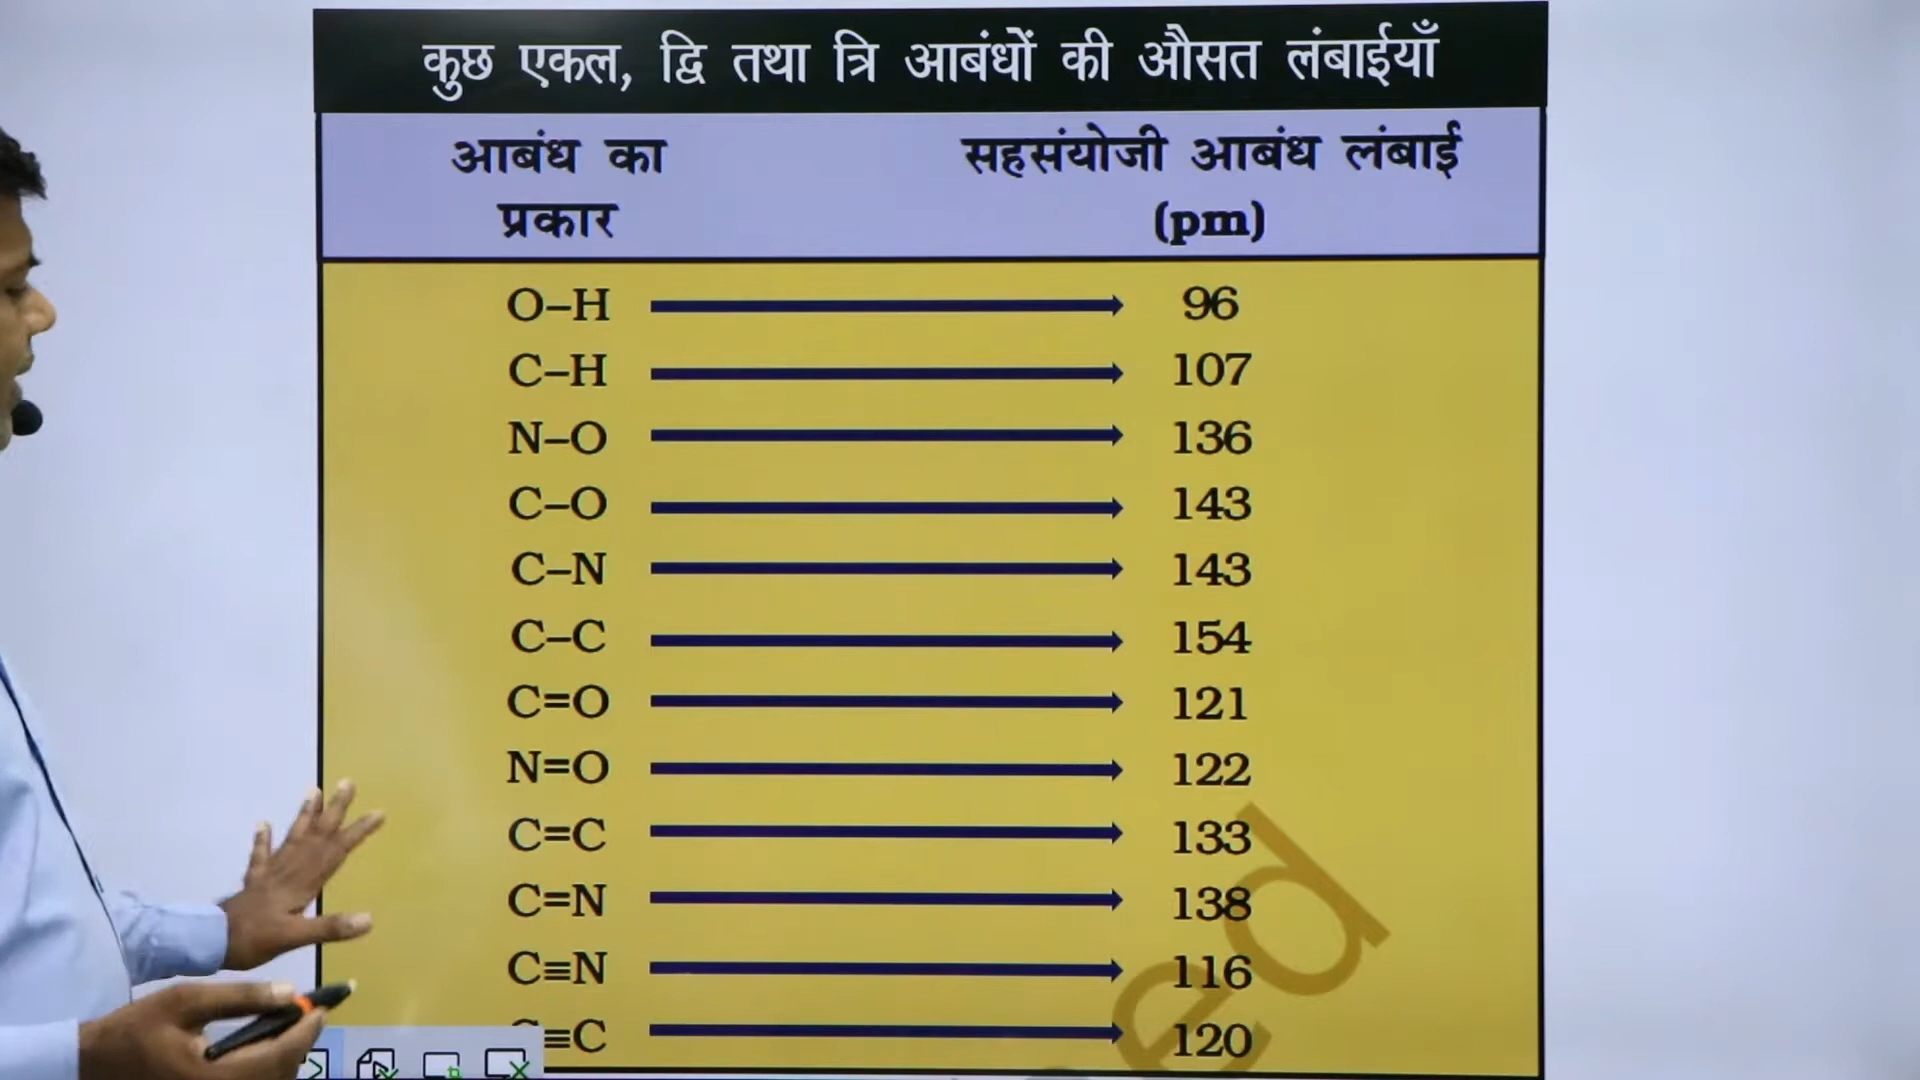 कुछ एकल, द्वि तथा त्रि आबंधों की औसत लंबाईयाँ
आबंध का प्रकार
सहसंयोजी आबंध लंबाई (pm)
O–H 96
C–H 107
N–O 136
C–O 143
C–N 143
C–C 154
C=O 121
N=O 122
C=C 133
C=N 138
C≡N 116
≡C 120
ed